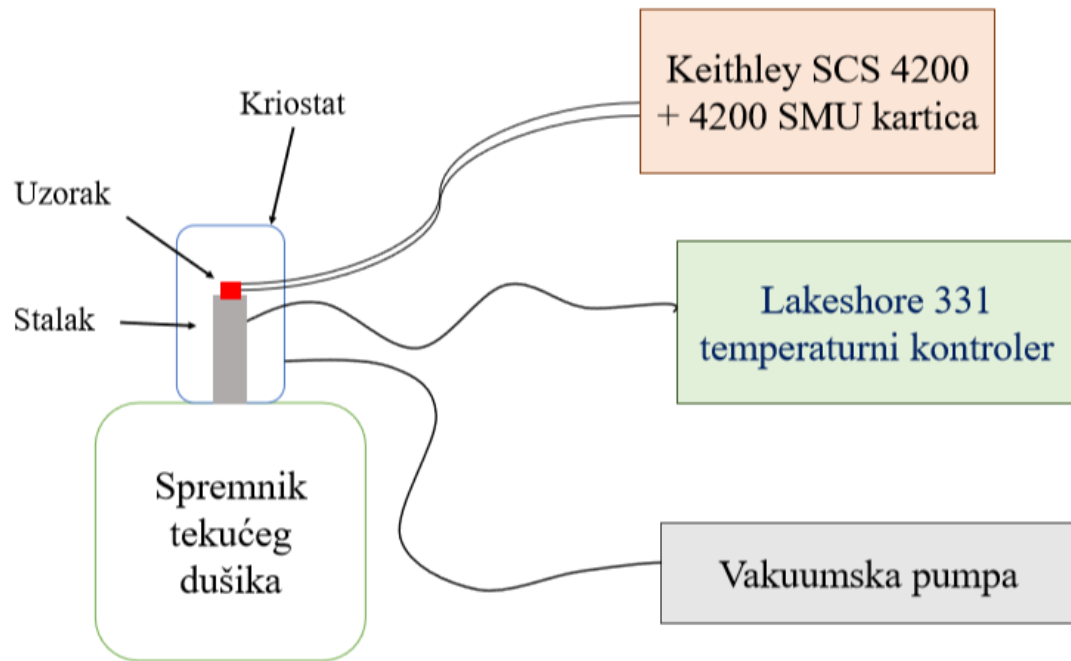 Keithley SCS 4200
+ 4200 SMU kartica
Kriostat
Uzorak
Stalak
Lakeshore 331
temperaturni kontroler
Spremnik
tekućeg
dušika
Vakuumska pumpa